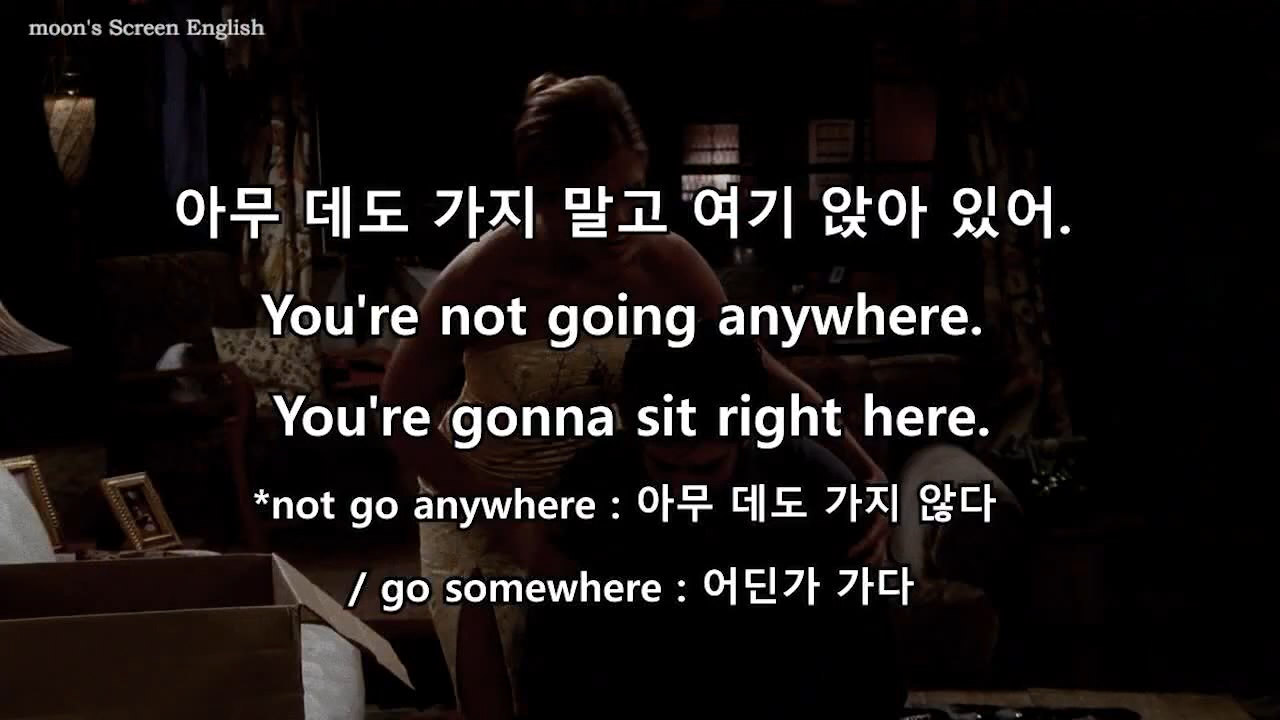 moon's Screen English
아무 데도 가지 말고 여기 앉아 있어.
You're not going anywhere.
You're gonna sit right here.
*not go anywhere : 아무 데도 가지 않다
/ go somewhere : 어딘가 가다